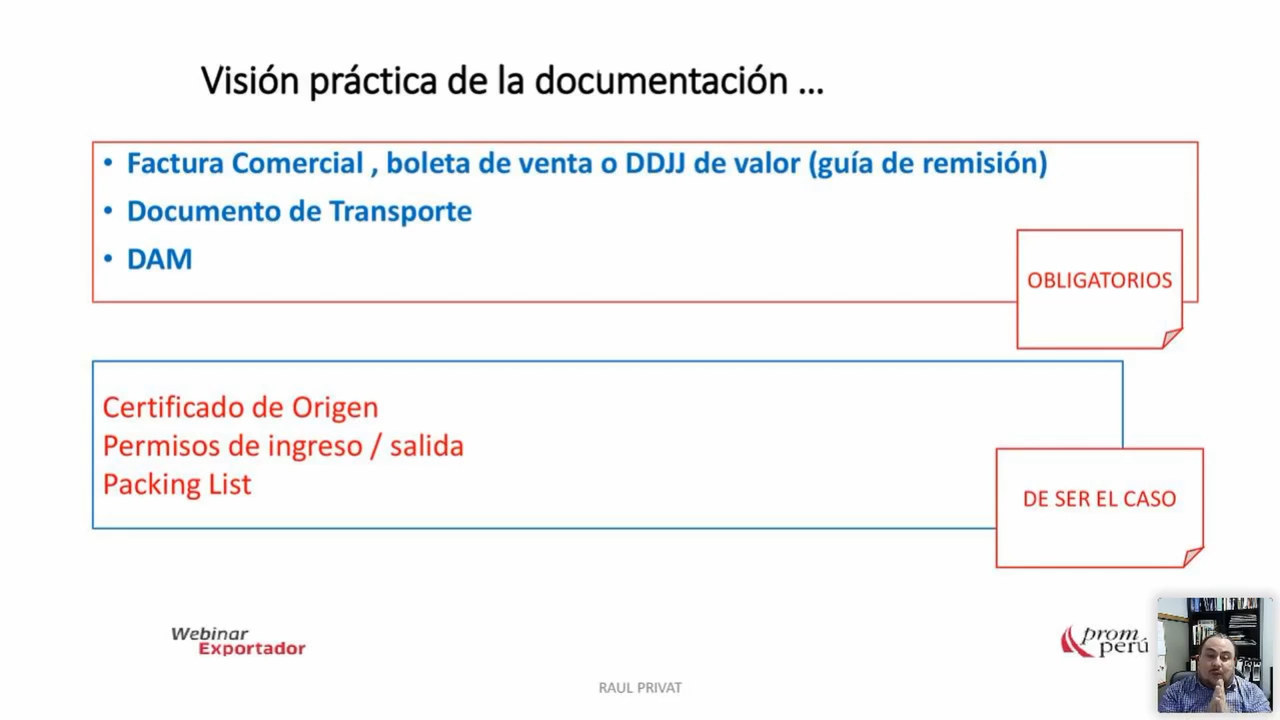 Visión práctica de la documentación ...
• Factura Comercial , boleta de venta o DDJJ de valor (guía de remisión)
• Documento de Transporte
• DAM
OBLIGATORIOS
Certificado de Origen
Permisos de ingreso / salida
Packing List
DE SER EL CASO
Webinar
Exportador
prom
perú
RAUL PRIVAT